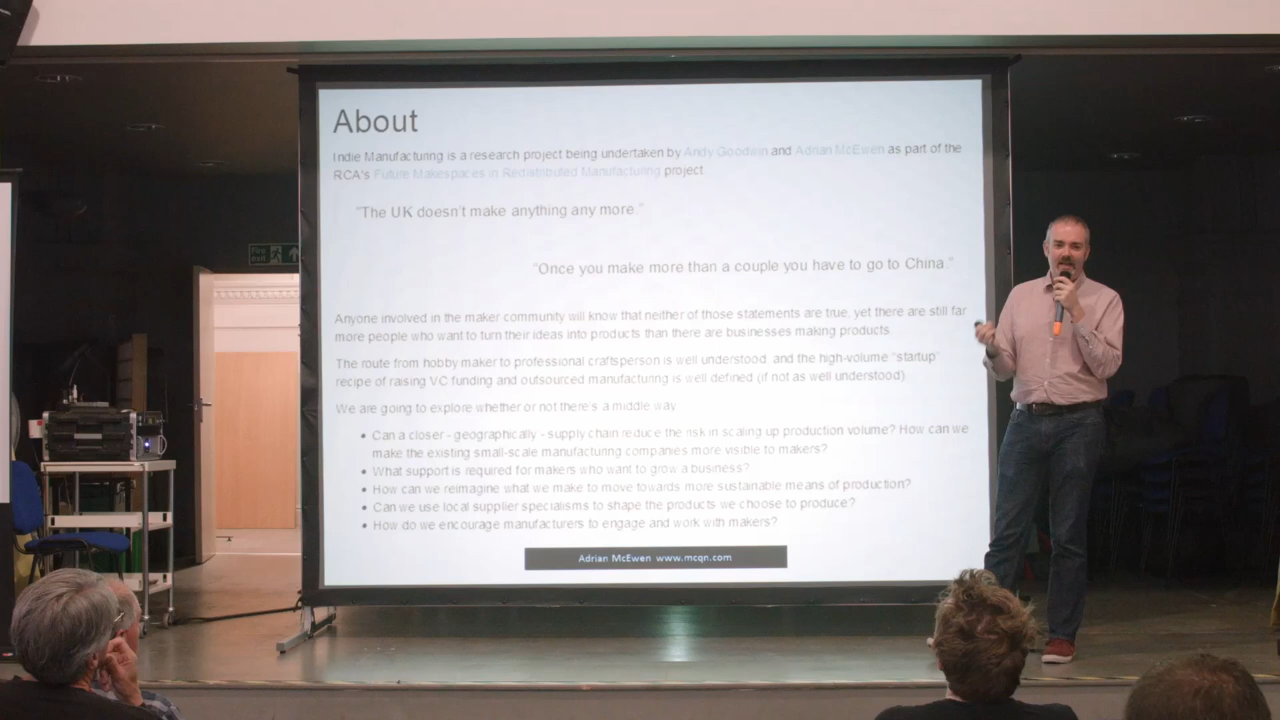 About
Indie Manufacturing is a research project being undertaken by Andy Goodwin and Adrian McEwen as part of the
RCA's Future Makespaces in Redistributed Manufacturing project
"The UK doesn't make anything any more."
"Once you make more than a couple you have to go to China."
Fire
exit
Anyone involved in the maker community will know that neither of those statements are true, yet there are still far
more people who want to turn their ideas into products than there are businesses making products.
The route from hobby maker to professional craftsperson is well understood and the high-volume "startup"
recipe of raising VC funding and outsourced manufacturing is well defined (if not as well understood)
We are going to explore whether or not there's a middle way
• Can a closer - geographically - supply chain reduce the risk in scaling up production volume? How can we
make the existing small-scale manufacturing companies more visible to makers?
• What support is required for makers who want to grow a business?
• How can we reimagine what we make to move towards more sustainable means of production?
• Can we use local supplier specialisms to shape the products we choose to produce?
• How do we encourage manufacturers to engage and work with makers?
Adrian McEwen www.mcqn.com